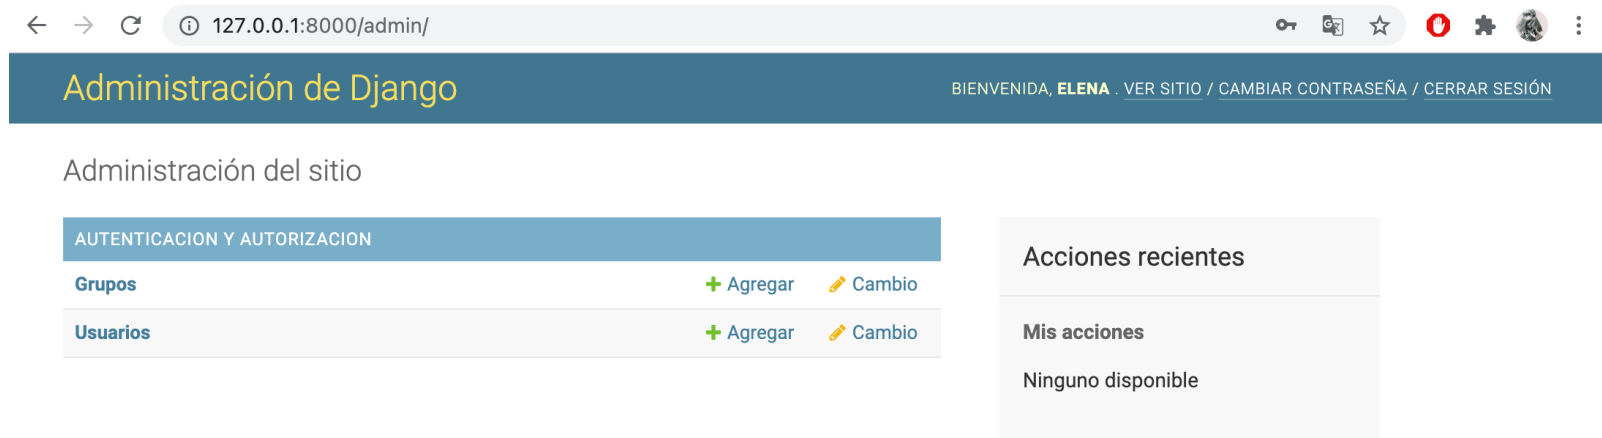 127.0.0.1:8000/admin/
Administración de Django
BIENVENIDA, ELENA . VER SITIO / CAMBIAR CONTRASEÑA / CERRAR SESIÓN
Administración del sitio
AUTENTICACION Y AUTORIZACION
Grupos Agregar Cambio
Usuarios Agregar Cambio
Acciones recientes
Mis acciones
Ninguno disponible